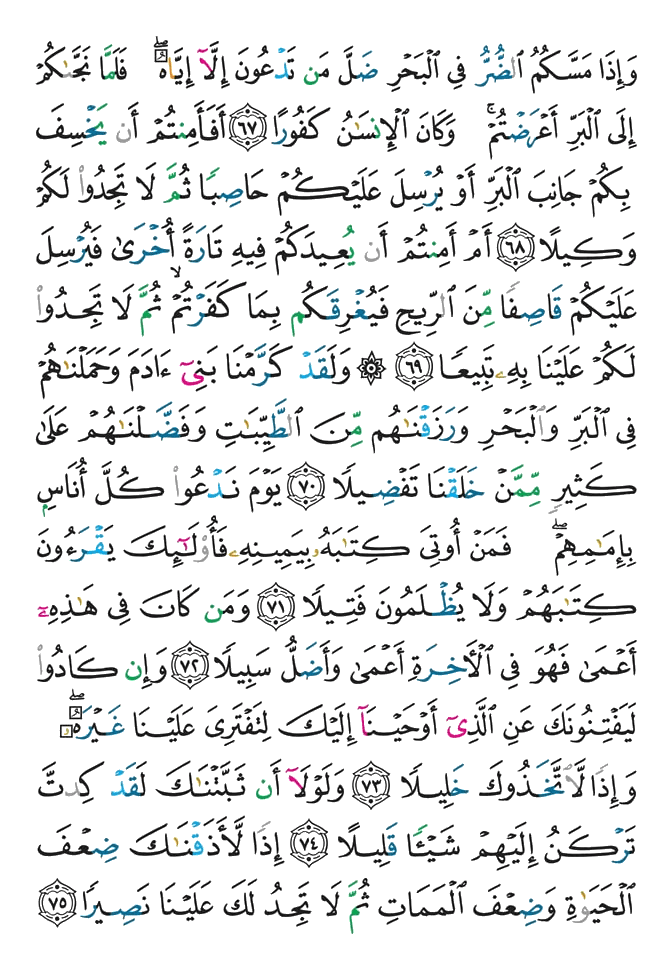 وَإِذَا مَسَّكُمُ ٱلضُّرُّ فِي ٱلۡبَحۡرِ ضَلَّ مَن تَدۡعُونَ إِلَّآ إِيَّاهُۖ فَلَمَّا نَجَّىٰكُمۡ
إِلَى ٱلۡبَرِّ أَعۡرَضۡتُمۡۚ وَكَانَ ٱلۡإِنسَٰنُ كَفُورًا ۝٦٧ أَفَأَمِنتُمۡ أَن يَخۡسِفَ
بِكُمۡ جَانِبَ ٱلۡبَرِّ أَوۡ يُرۡسِلَ عَلَيۡكُمۡ حَاصِبٗا ثُمَّ لَا تَجِدُواْ لَكُمۡ
وَكِيلًا ۝٦٨ أَمۡ أَمِنتُمۡ أَن يُعِيدَكُمۡ فِيهِ تَارَةً أُخۡرَىٰ فَيُرۡسِلَ
عَلَيۡكُمۡ قَاصِفٗا مِّنَ ٱلرِّيحِ فَيُغۡرِقَكُم بِمَا كَفَرۡتُمۡ ثُمَّ لَا تَجِدُواْ
لَكُمۡ عَلَيۡنَا بِهِۦ تَبِيعٗا ۝٦٩ ۞ وَلَقَدۡ كَرَّمۡنَا بَنِيٓ ءَادَمَ وَحَمَلۡنَٰهُمۡ
فِي ٱلۡبَرِّ وَٱلۡبَحۡرِ وَرَزَقۡنَٰهُم مِّنَ ٱلطَّيِّبَٰتِ وَفَضَّلۡنَٰهُمۡ عَلَىٰ
كَثِيرٖ مِّمَّنۡ خَلَقۡنَا تَفۡضِيلٗا ۝٧٠ يَوۡمَ نَدۡعُواْ كُلَّ أُنَاسِۭ
بِإِمَٰمِهِمۡۖ فَمَنۡ أُوتِيَ كِتَٰبَهُۥ بِيَمِينِهِۦ فَأُوْلَٰٓئِكَ يَقۡرَءُونَ
كِتَٰبَهُمۡ وَلَا يُظۡلَمُونَ فَتِيلٗا ۝٧١ وَمَن كَانَ فِي هَٰذِهِۦٓ
أَعۡمَىٰ فَهُوَ فِي ٱلۡأٓخِرَةِ أَعۡمَىٰ وَأَضَلُّ سَبِيلٗا ۝٧٢ وَإِن كَادُواْ
لَيَفۡتِنُونَكَ عَنِ ٱلَّذِيٓ أَوۡحَيۡنَآ إِلَيۡكَ لِتَفۡتَرِيَ عَلَيۡنَا غَيۡرَهُۥۖ
وَإِذٗا لَّٱتَّخَذُوكَ خَلِيلٗا ۝٧٣ وَلَوۡلَآ أَن ثَبَّتۡنَٰكَ لَقَدۡ كِدتَّ
تَرۡكَنُ إِلَيۡهِمۡ شَيۡـٔٗا قَلِيلًا ۝٧٤ إِذٗا لَّأَذَقۡنَٰكَ ضِعۡفَ
ٱلۡحَيَوٰةِ وَضِعۡفَ ٱلۡمَمَاتِ ثُمَّ لَا تَجِدُ لَكَ عَلَيۡنَا نَصِيرٗا ۝٧٥